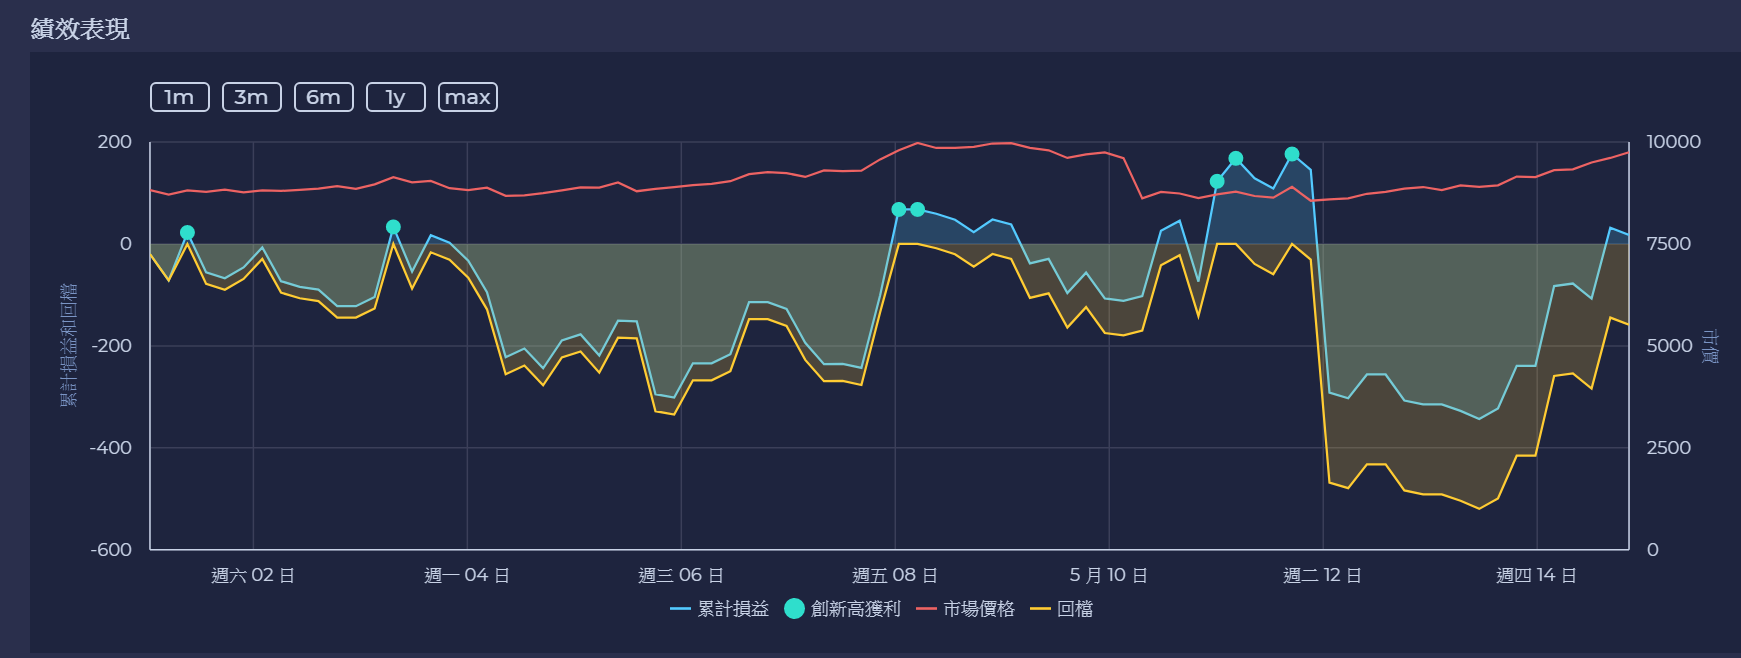 績效表現
1m 3m 6m 1y max
200
0
-200
-400
-600
累計損益和回檔
10000
7500
5000
2500
0
市價
週六 02 日 週一 04 日 週三 06 日 週五 08 日 5 月 10 日 週二 12 日 週四 14 日
累計損益 創新高獲利 市場價格 回檔